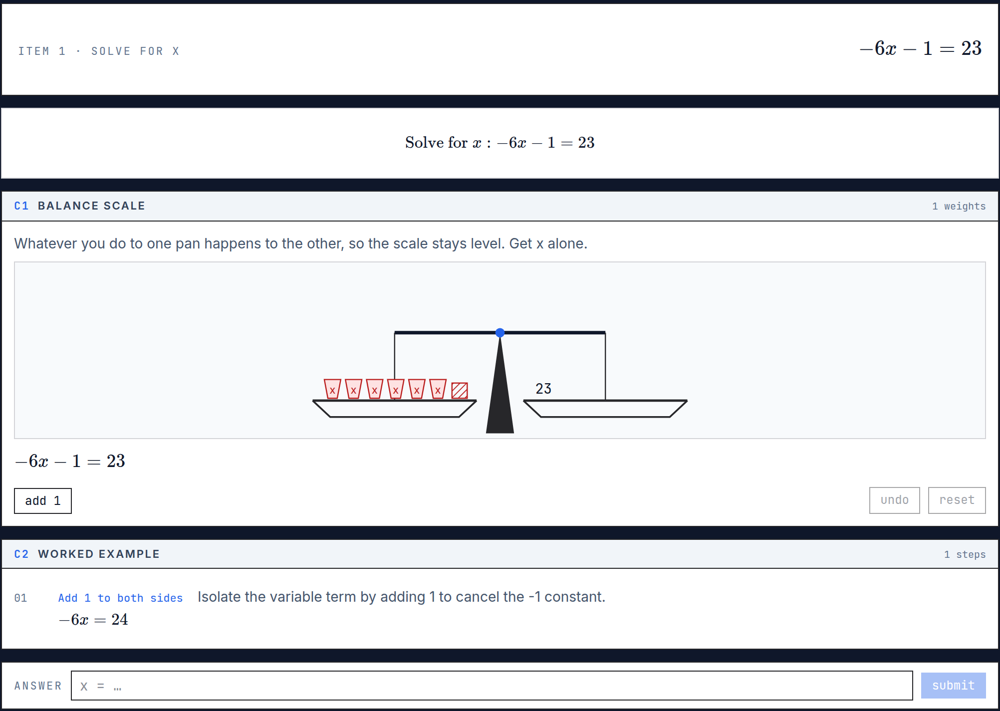 ITEM 1 · SOLVE FOR X
−6x − 1 = 23
Solve for x : −6x − 1 = 23
C1 BALANCE SCALE
1 weights
Whatever you do to one pan happens to the other, so the scale stays level. Get x alone.
x x x x x x
23
−6x − 1 = 23
add 1
undo
reset
C2 WORKED EXAMPLE
1 steps
01 Add 1 to both sides Isolate the variable term by adding 1 to cancel the -1 constant.
−6x = 24
ANSWER
x = …
submit